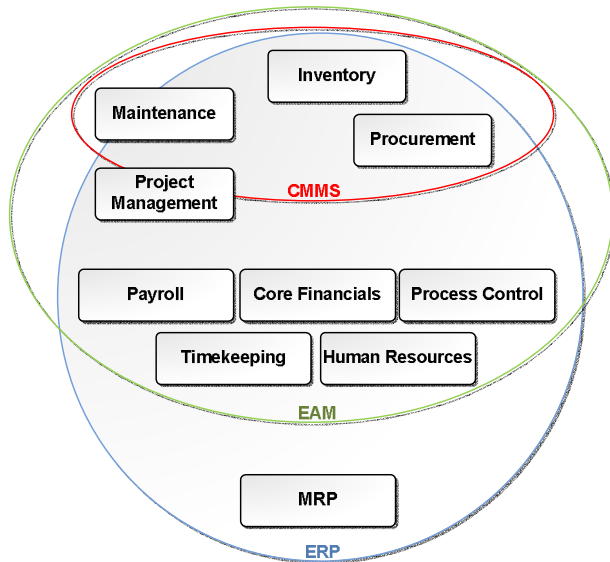 Inventory
Maintenance
Procurement
Project
Management
CMMS
Payroll
Core Financials
Process Control
Timekeeping
Human Resources
EAM
MRP
ERP